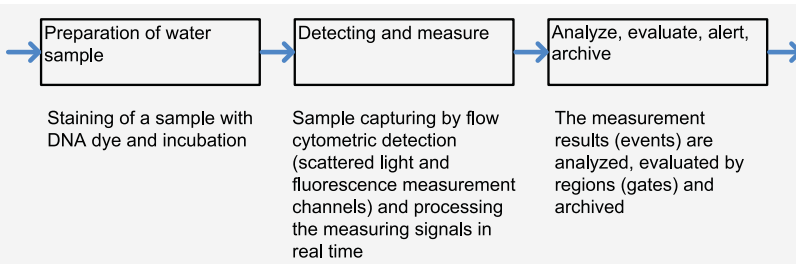 Preparation of water
sample
Detecting and measure
Analyze, evaluate, alert,
archive
Staining of a sample with
DNA dye and incubation
Sample capturing by flow
cytometric detection
(scattered light and
fluorescence measurement
channels) and processing
the measuring signals in
real time
The measurement
results (events) are
analyzed, evaluated by
regions (gates) and
archived